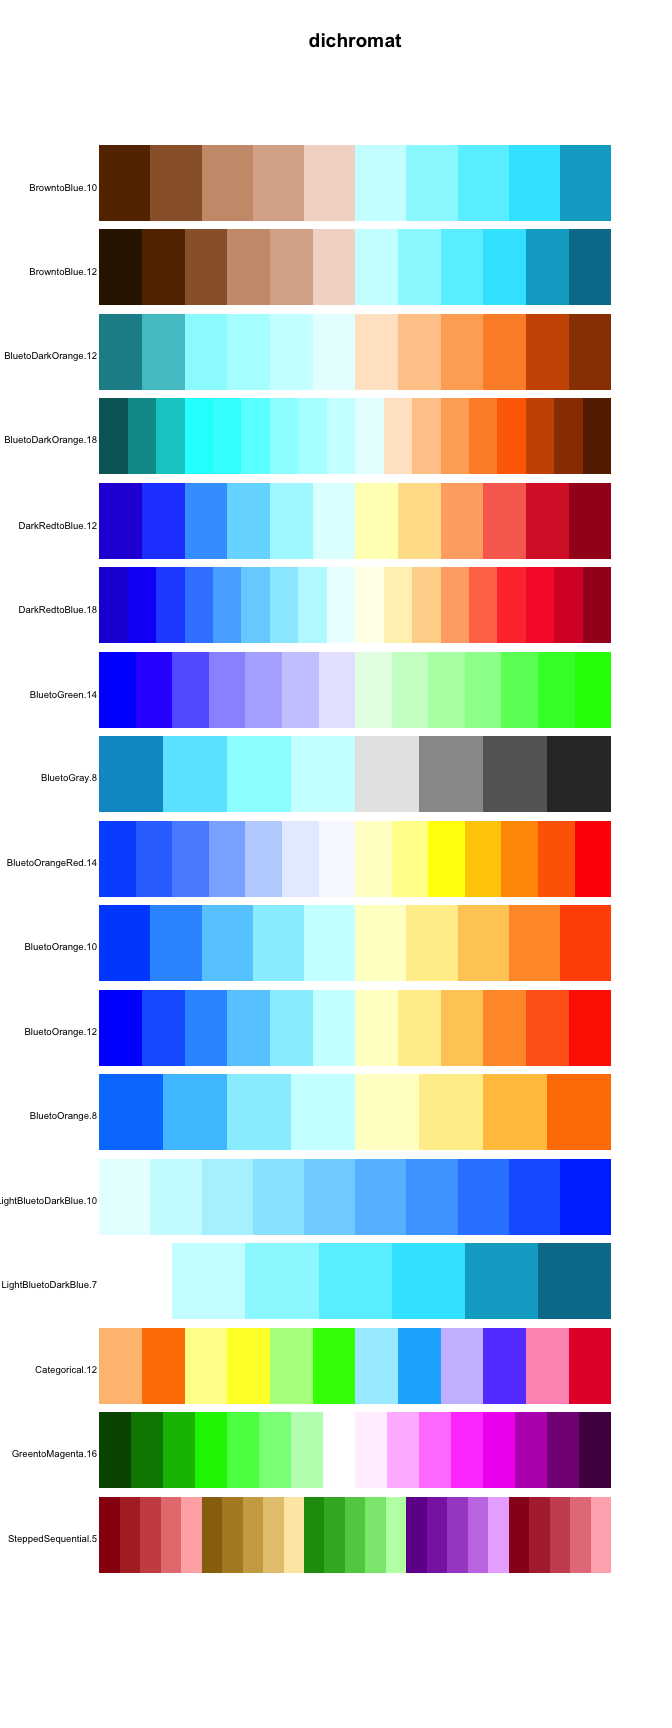 dichromat
BrowntoBlue.10
BrowntoBlue.12
BluetoDarkOrange.12
BluetoDarkOrange.18
DarkRedtoBlue.12
DarkRedtoBlue.18
BluetoGreen.14
BluetoGray.8
BluetoOrangeRed.14
BluetoOrange.10
BluetoOrange.12
BluetoOrange.8
ightBluetoDarkBlue.10
LightBluetoDarkBlue.7
Categorical.12
GreentoMagenta.16
SteppedSequential.5